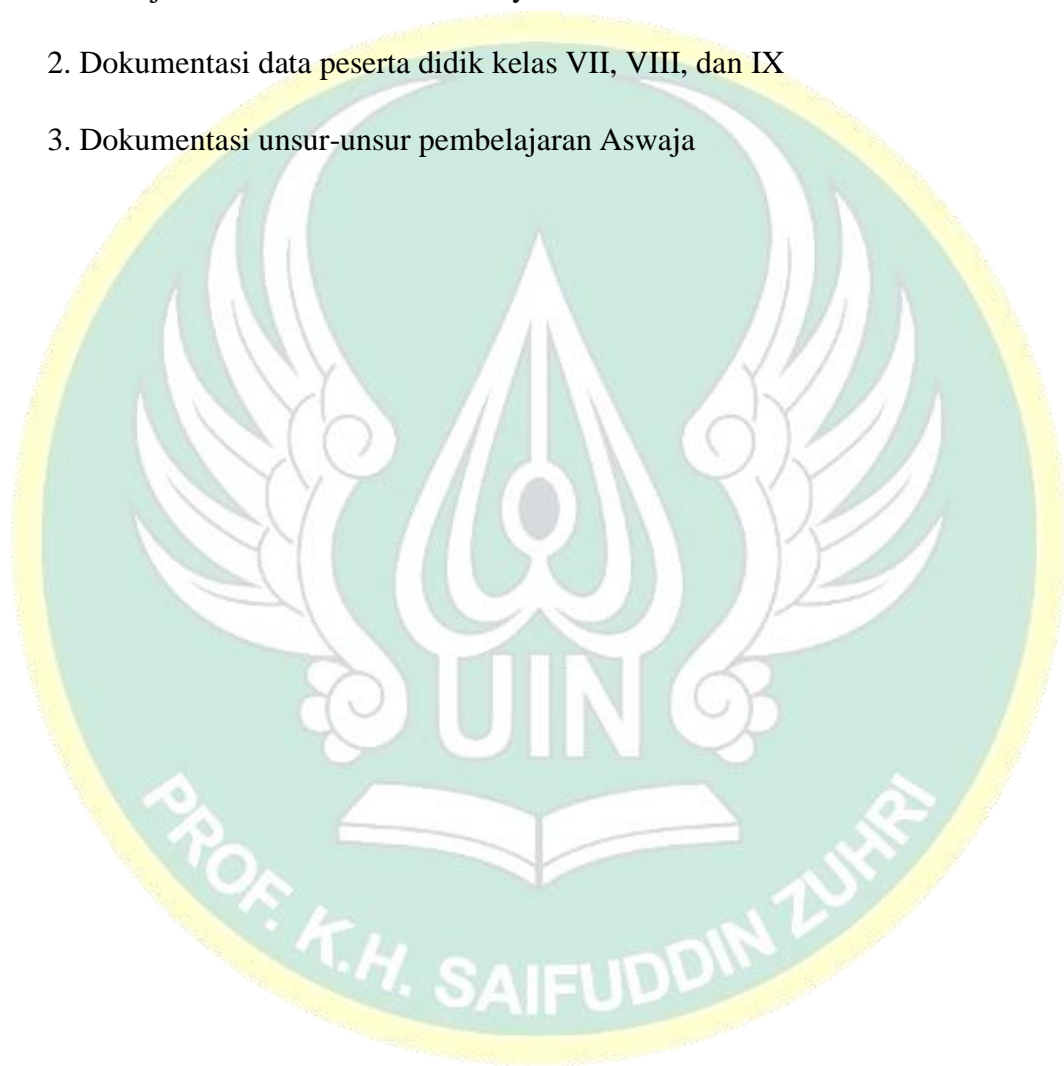 2. Dokumentasi data peserta didik kelas VII, VIII, dan IX
3. Dokumentasi unsur-unsur pembelajaran Aswaja
UIN
PROF. K.H. SAIFUDDIN ZUHRI